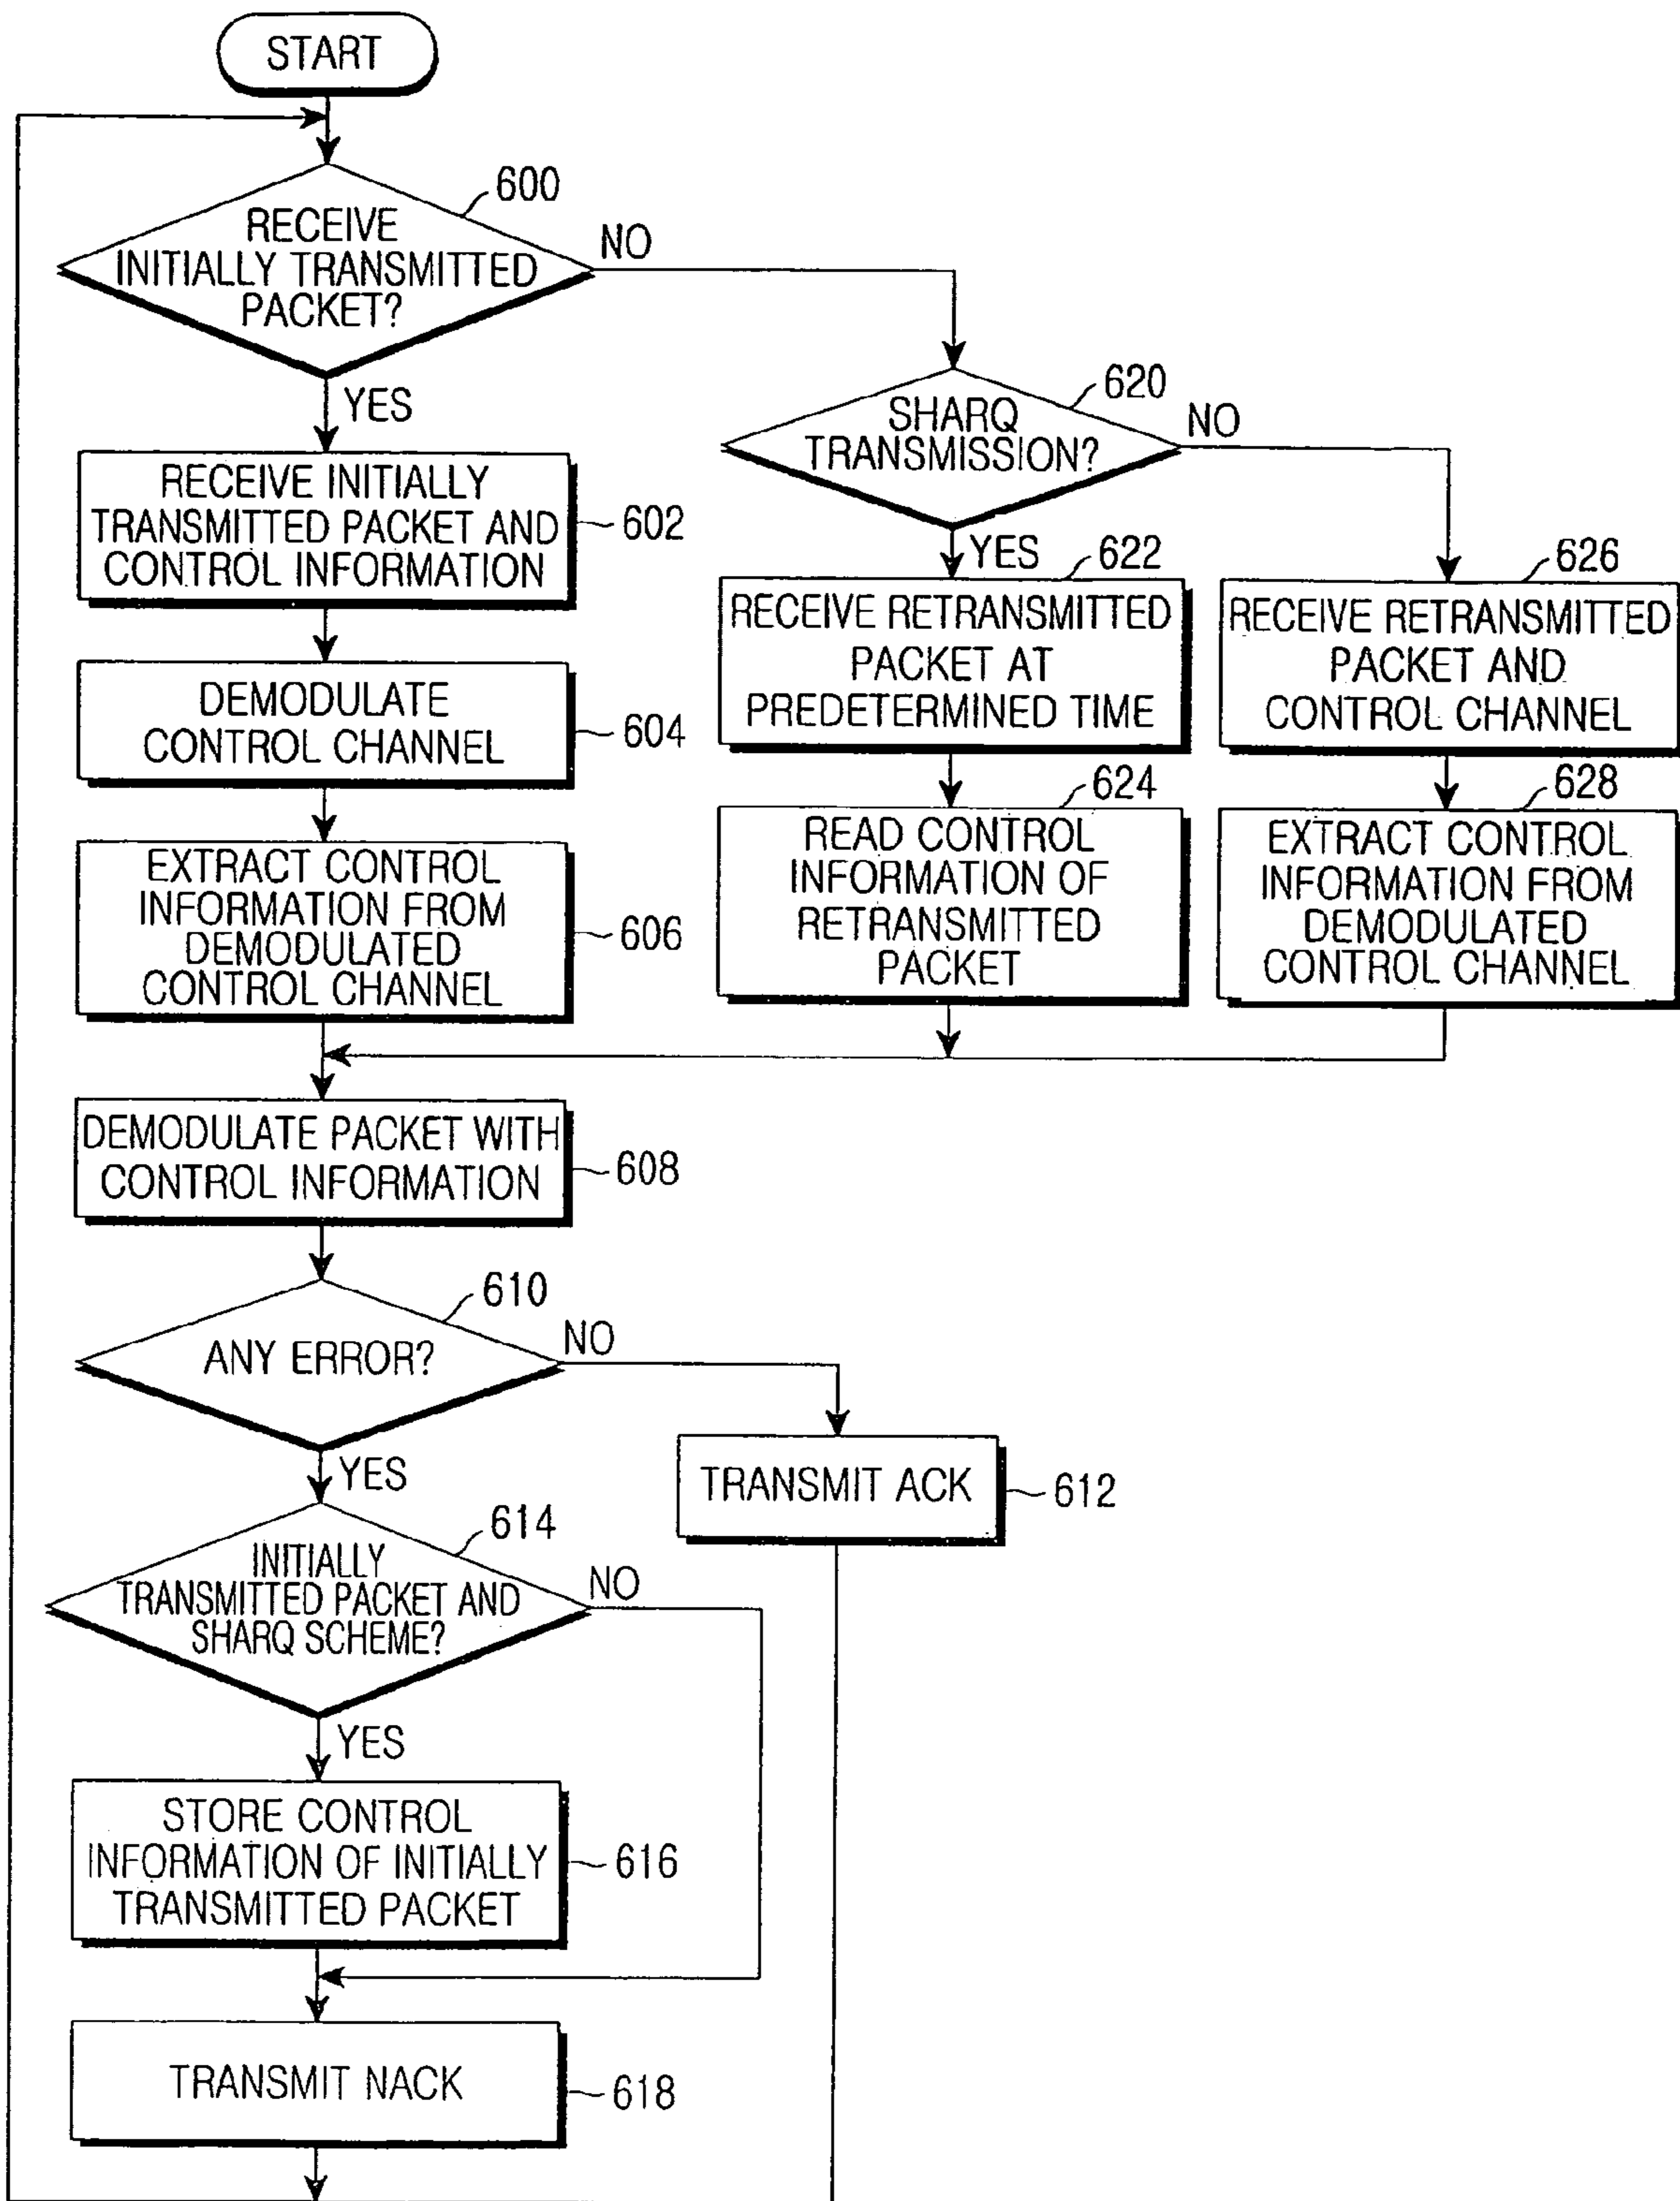 START
600
RECEIVE
INITIALLY TRANSMITTED
PACKET?
NO
YES
620
SHARQ
TRANSMISSION?
NO
YES
RECEIVE INITIALLY
TRANSMITTED PACKET AND
CONTROL INFORMATION
602
622
RECEIVE RETRANSMITTED
PACKET AT
PREDETERMINED TIME
626
RECEIVE RETRANSMITTED
PACKET AND
CONTROL CHANNEL
DEMODULATE
CONTROL CHANNEL
604
624
READ CONTROL
INFORMATION OF
RETRANSMITTED
PACKET
628
EXTRACT CONTROL
INFORMATION FROM
DEMODULATED
CONTROL CHANNEL
EXTRACT CONTROL
INFORMATION FROM
DEMODULATED
CONTROL CHANNEL
606
DEMODULATE PACKET WITH
CONTROL INFORMATION
608
610
ANY ERROR?
NO
YES
TRANSMIT ACK
612
614
INITIALLY
TRANSMITTED PACKET AND
SHARQ SCHEME?
NO
YES
STORE CONTROL
INFORMATION OF INITIALLY
TRANSMITTED PACKET
616
TRANSMIT NACK
618